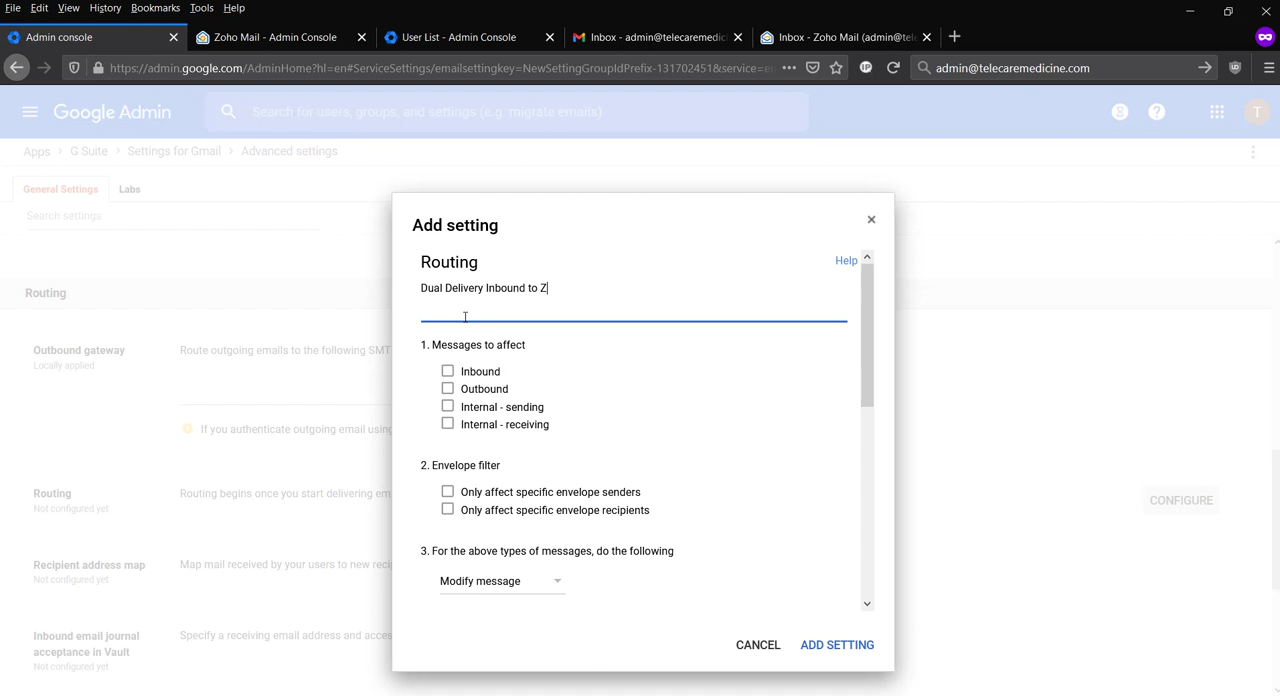 File Edit View History Bookmarks Tools Help
Admin console
Zoho Mail - Admin Console
User List - Admin Console
Inbox - admin@telecaremedic
Inbox - Zoho Mail (admin@tel
https://admin.google.com/AdminHome?hl=en#ServiceSettings/emailsettingkey=NewSettingGroupIdPrefix-131702451&service=e
admin@telecaremedicine.com
Google Admin
Search for users, groups, and settings (e.g. migrate emails)
T
Apps > G Suite > Settings for Gmail > Advanced settings
General Settings
Labs
Search settings
Routing
Outbound gateway
Locally applied
Route outgoing emails to the following SMT
If you authenticate outgoing email using
Routing
Not configured yet
Routing begins once you start delivering em
CONFIGURE
Recipient address map
Not configured yet
Map mail received by your users to new reci
Inbound email journal
acceptance in Vault
Not configured yet
Specify a receiving email address and acces
Add setting
Routing
Help
Dual Delivery Inbound to Z
1. Messages to affect
Inbound
Outbound
Internal - sending
Internal - receiving
2. Envelope filter
Only affect specific envelope senders
Only affect specific envelope recipients
3. For the above types of messages, do the following
Modify message
CANCEL
ADD SETTING